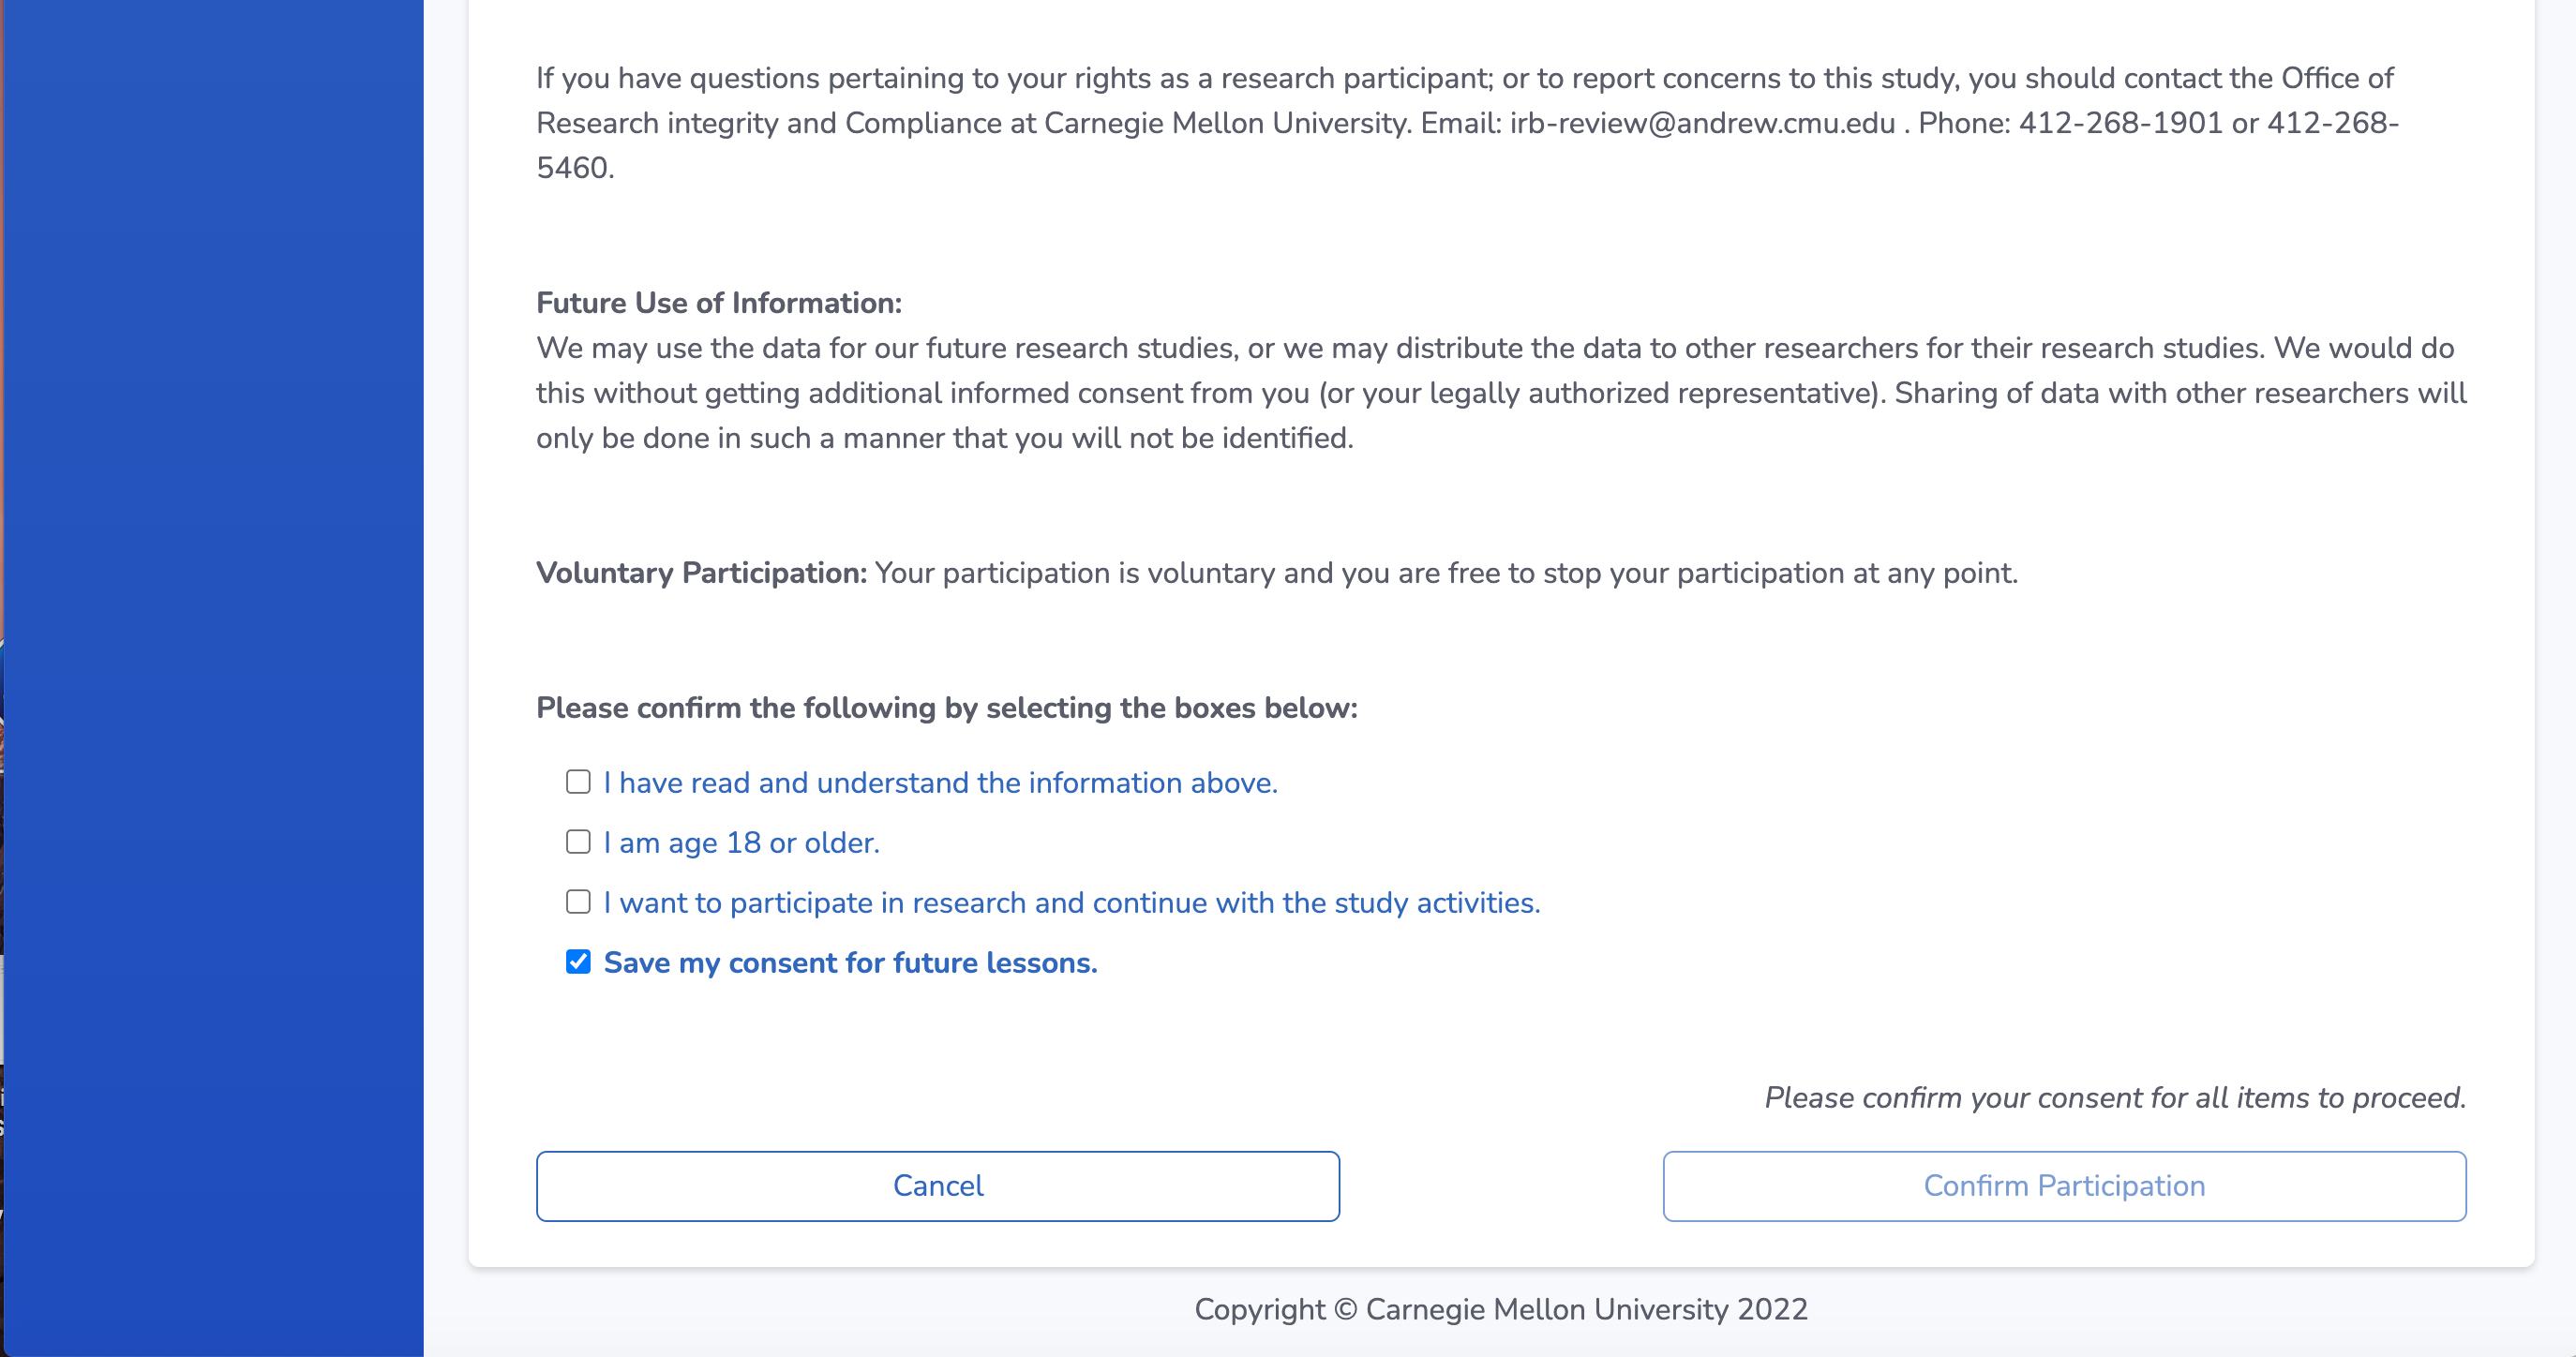 If you have questions pertaining to your rights as a research participant; or to report concerns to this study, you should contact the Office of
Research integrity and Compliance at Carnegie Mellon University. Email: irb-review@andrew.cmu.edu . Phone: 412-268-1901 or 412-268-
5460.
Future Use of Information:
We may use the data for our future research studies, or we may distribute the data to other researchers for their research studies. We would do
this without getting additional informed consent from you (or your legally authorized representative). Sharing of data with other researchers will
only be done in such a manner that you will not be identified.
Voluntary Participation: Your participation is voluntary and you are free to stop your participation at any point.
Please confirm the following by selecting the boxes below:
I have read and understand the information above.
I am age 18 or older.
I want to participate in research and continue with the study activities.
Save my consent for future lessons.
Please confirm your consent for all items to proceed.
Cancel
Confirm Participation
Copyright © Carnegie Mellon University 2022